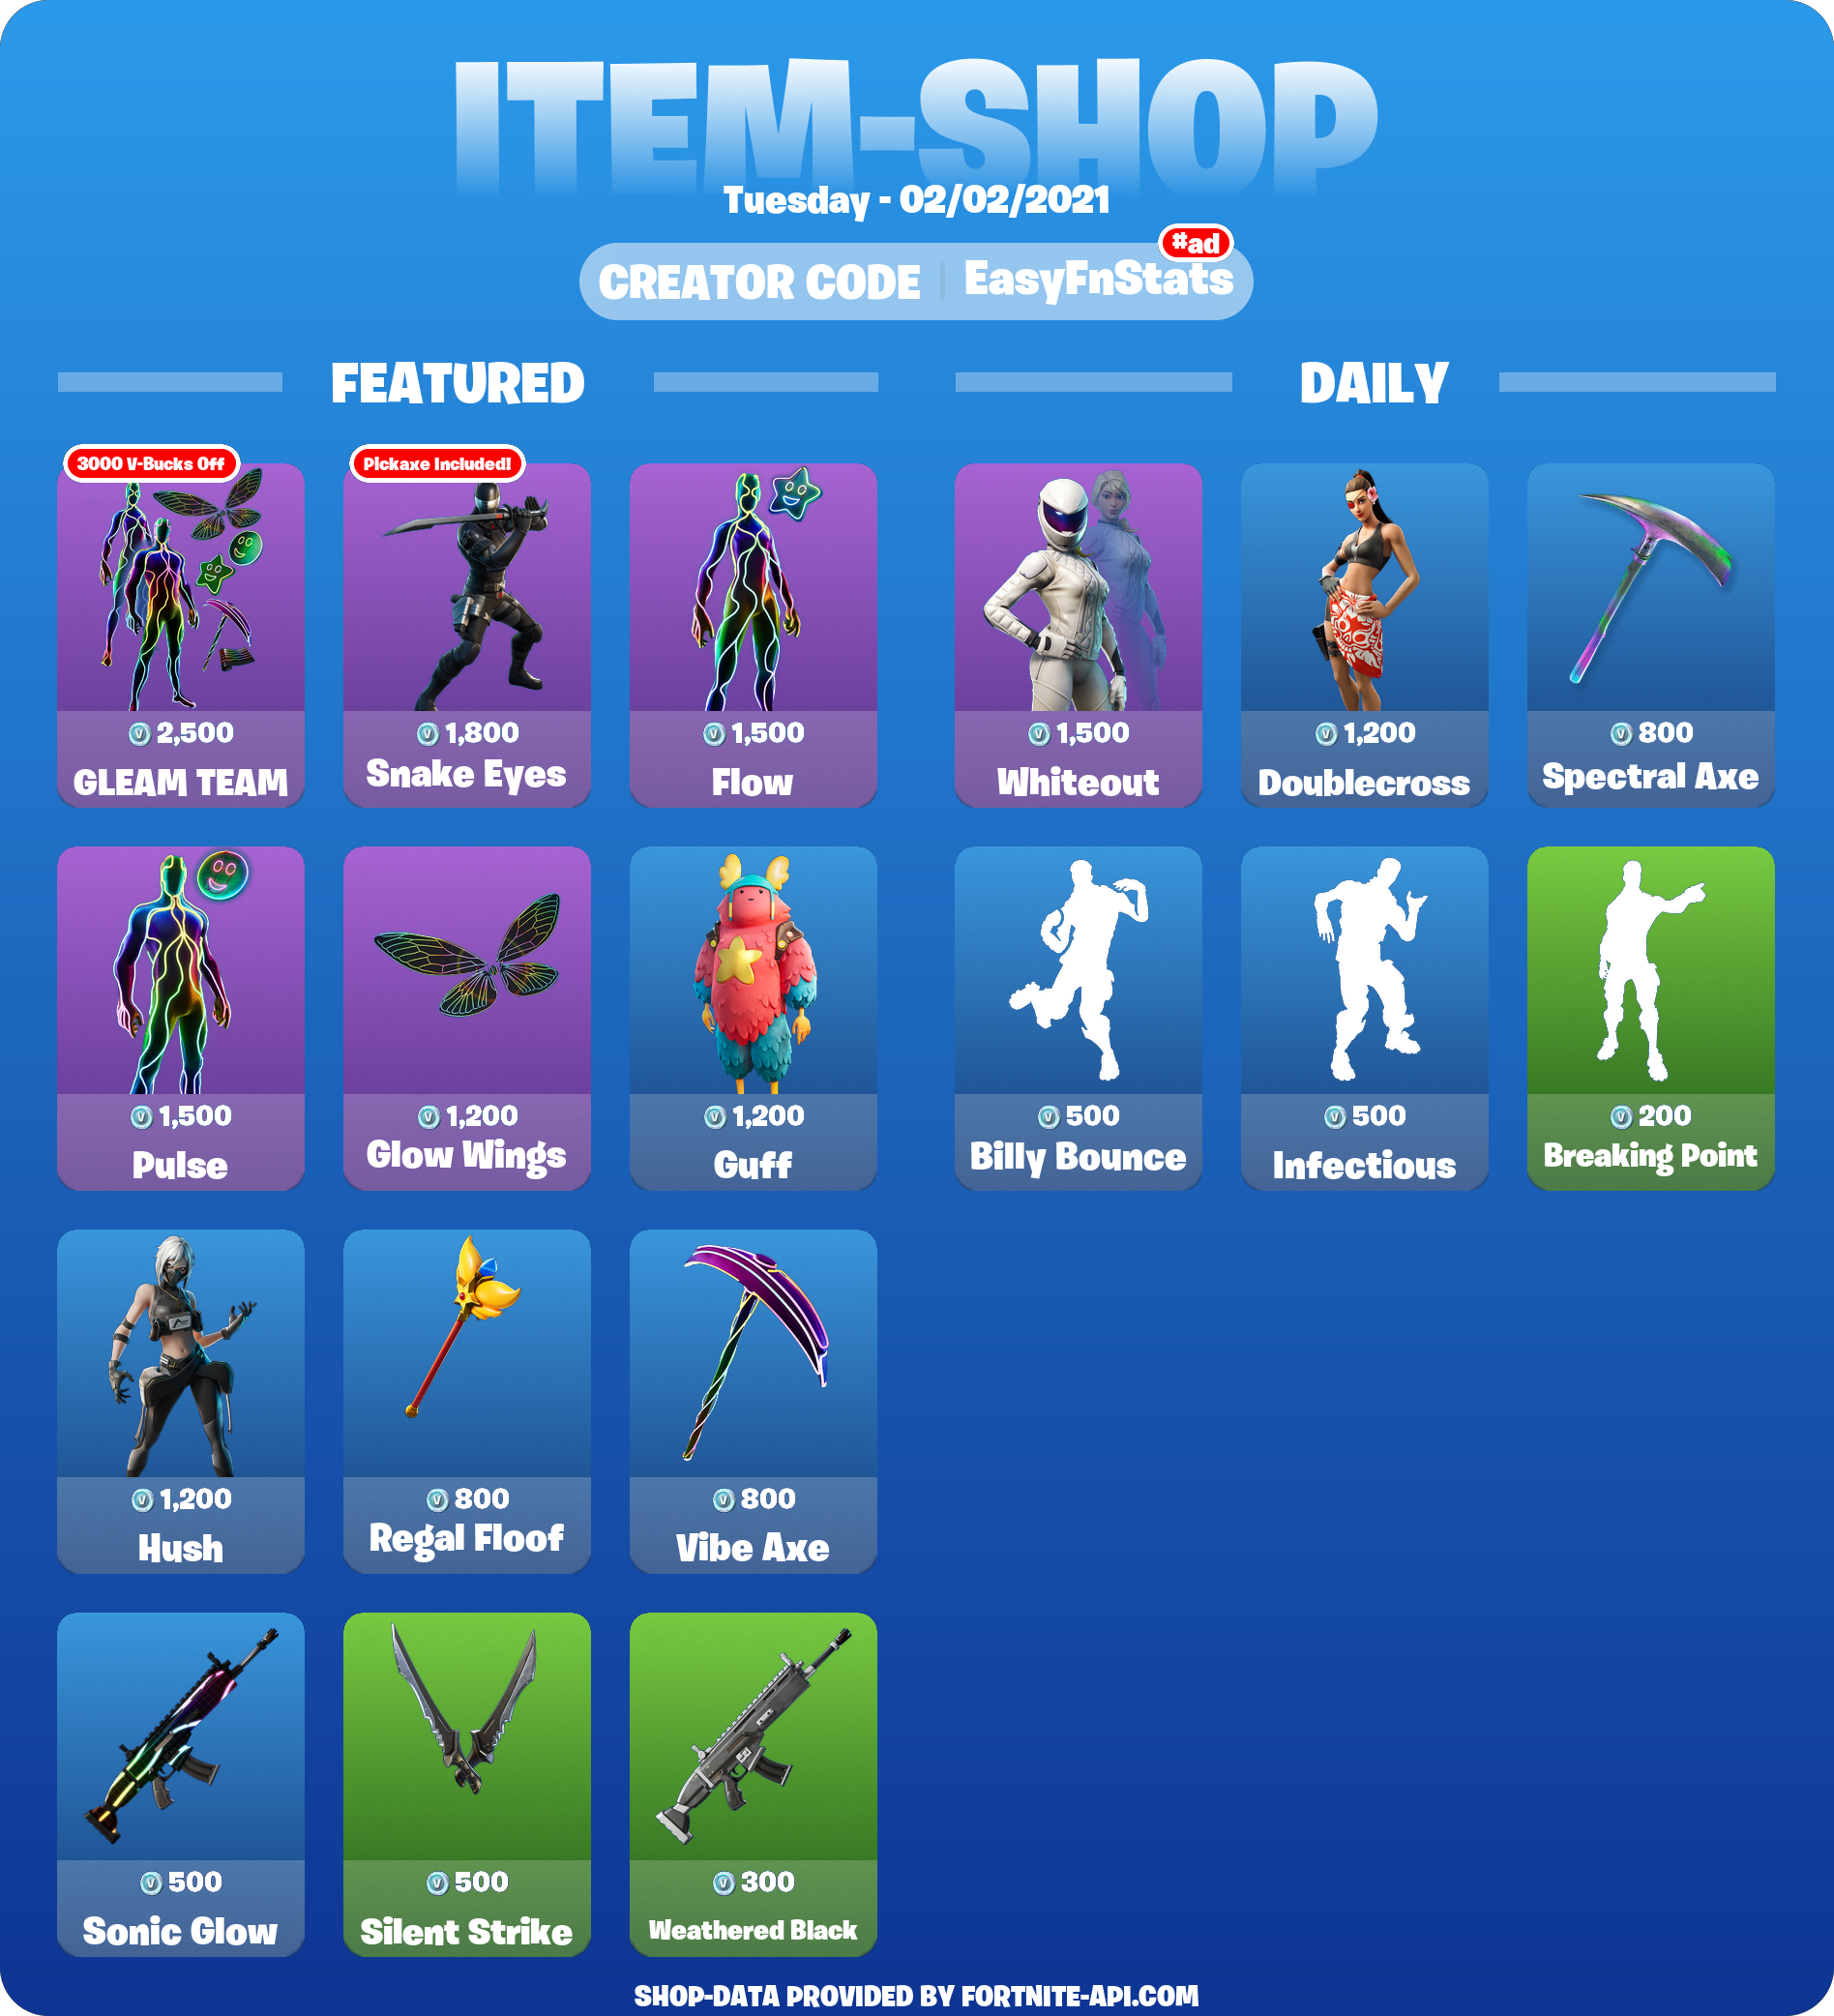 ITEM-SHOP
Tuesday - 02/02/2021
#ad
CREATOR CODE EasyFnStats
FEATURED
3000 V-Bucks Off
2,500
GLEAM TEAM
Pickaxe Included!
1,800
Snake Eyes
1,500
Flow
1,500
Pulse
1,200
Glow Wings
1,200
Guff
1,200
Hush
800
Regal Floof
800
Vibe Axe
500
Sonic Glow
500
Silent Strike
300
Weathered Black
DAILY
1,500
Whiteout
1,200
Doublecross
800
Spectral Axe
500
Billy Bounce
500
Infectious
200
Breaking Point
SHOP-DATA PROVIDED BY FORTNITE-API.COM